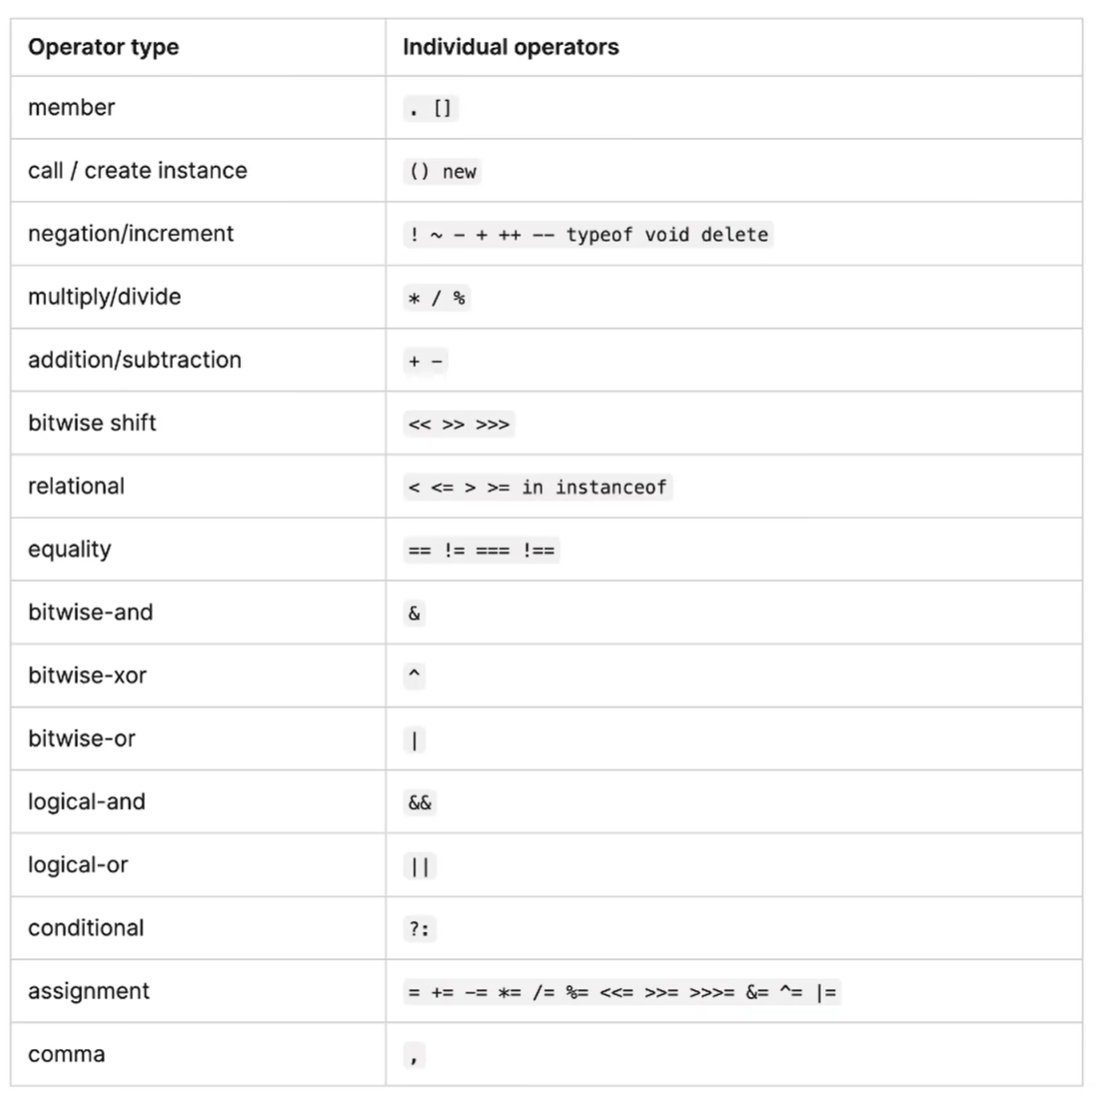 Operator type Individual operators
member . []
call / create instance () new
negation/increment ! ~ - + ++ -- typeof void delete
multiply/divide * / %
addition/subtraction + -
bitwise shift << >> >>>
relational < <= > >= in instanceof
equality == != === !==
bitwise-and &
bitwise-xor ^
bitwise-or |
logical-and &&
logical-or ||
conditional ?:
assignment = += -= *= /= %= <<= >>= >>>= &= ^= |=
comma ,